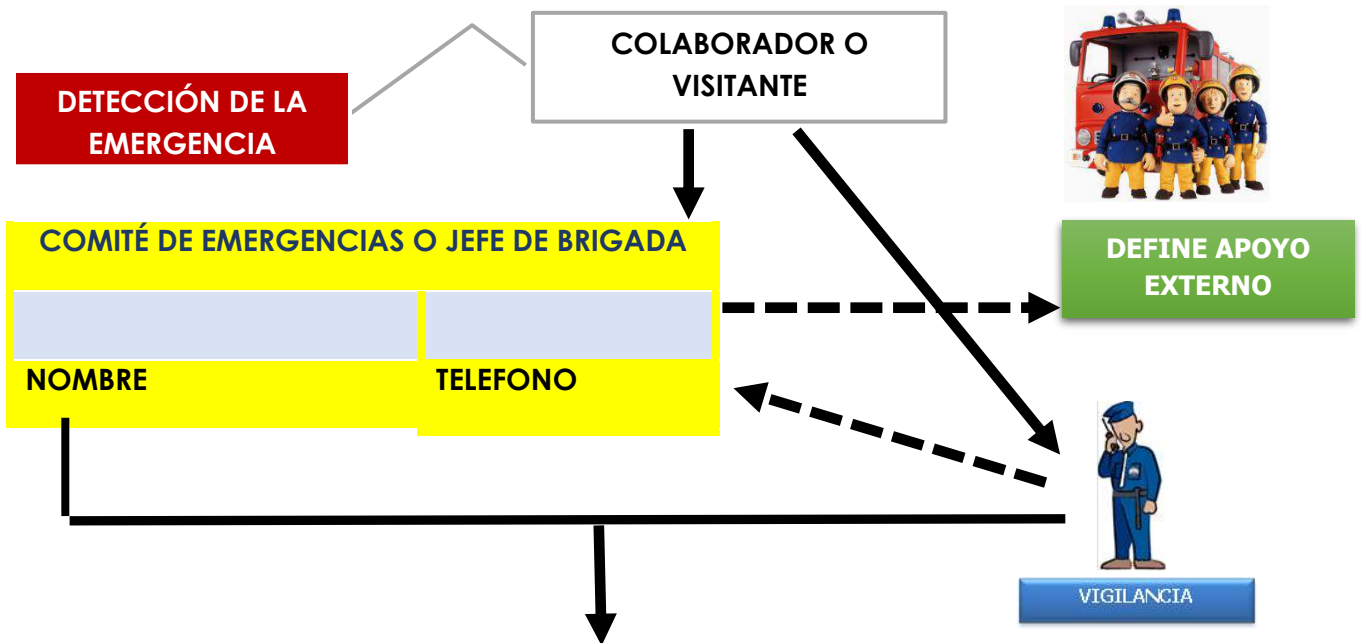 COLABORADOR O
VISITANTE
DETECCIÓN DE LA
EMERGENCIA
COMITÉ DE EMERGENCIAS O JEFE DE BRIGADA
DEFINE APOYO
EXTERNO
NOMBRE
TELEFONO
VIGILANCIA